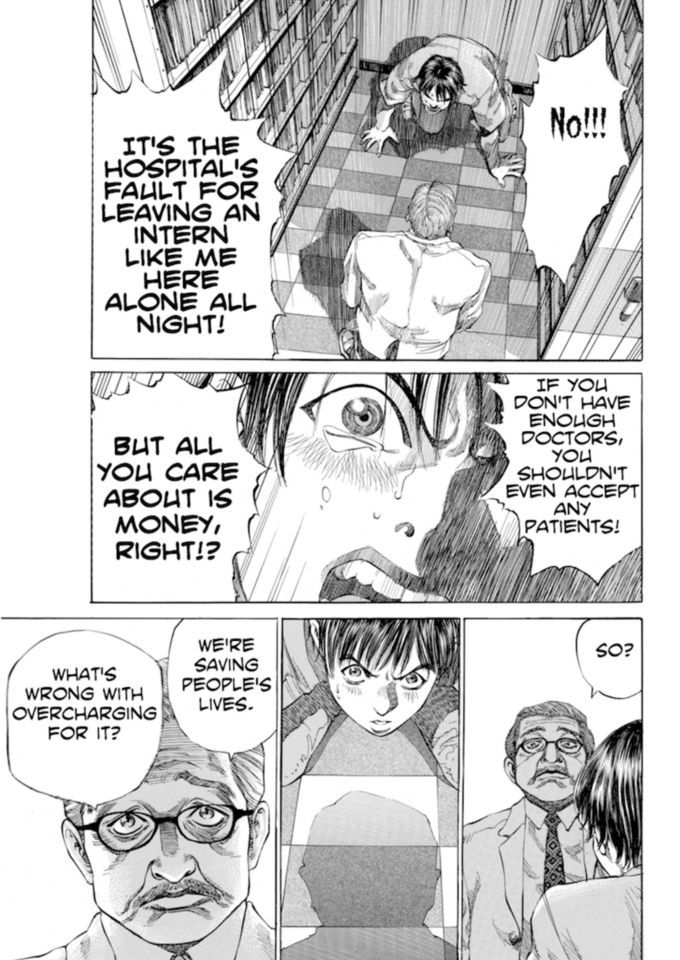 No!!!
IT'S THE
HOSPITAL'S
FAULT FOR
LEAVING AN
INTERN
LIKE ME
HERE
ALONE ALL
NIGHT!
IF YOU
DON'T HAVE
ENOUGH
DOCTORS,
YOU
SHOULDN'T
EVEN ACCEPT
ANY
PATIENTS!
BUT ALL
YOU CARE
ABOUT IS
MONEY,
RIGHT!?
SO?
WE'RE
SAVING
PEOPLE'S
LIVES.
WHAT'S
WRONG WITH
OVERCHARGING
FOR IT?